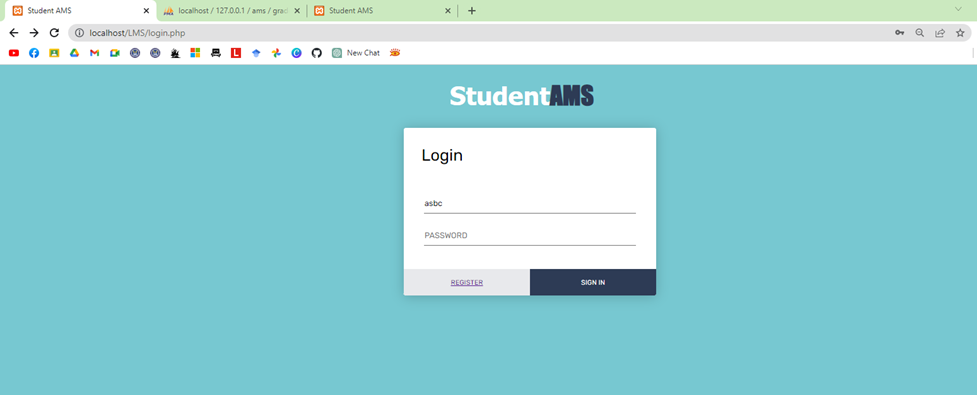 Student AMS
localhost / 127.0.0.1 / ams / grad
Student AMS
localhost/LMS/login.php
New Chat
StudentAMS
Login
asbc
PASSWORD
REGISTER
SIGN IN